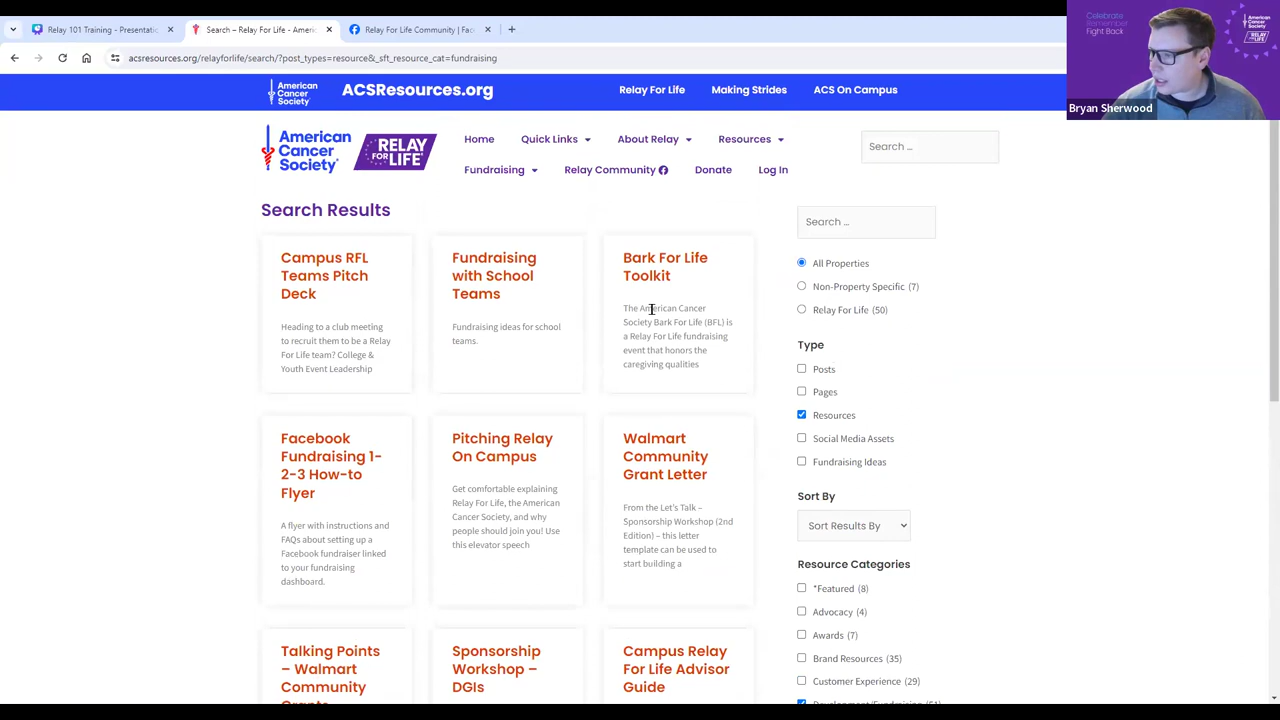 Relay 101 Training - Presentatic
Search – Relay For Life - Ameri
Relay For Life Community | Fac
acsresources.org/relayforlife/search/?post_types=resource&_sft_resource_cat=fundraising
Celebrate
Remember
Fight Back
American
Cancer
Society
RELAY
FOR LIFE
Bryan Sherwood
American
Cancer
Society
ACSResources.org
Relay For Life
Making Strides
ACS On Campus
American
Cancer
Society
RELAY
FOR LIFE
Home
Quick Links
About Relay
Resources
Fundraising
Relay Community
Donate
Log In
Search ...
Search Results
Campus RFL
Teams Pitch
Deck
Heading to a club meeting
to recruit them to be a Relay
For Life team? College &
Youth Event Leadership
Fundraising
with School
Teams
Fundraising ideas for school
teams.
Bark For Life
Toolkit
The American Cancer
Society Bark For Life (BFL) is
a Relay For Life fundraising
event that honors the
caregiving qualities
Facebook
Fundraising 1-
2-3 How-to
Flyer
A flyer with instructions and
FAQs about setting up a
Facebook fundraiser linked
to your fundraising
dashboard.
Pitching Relay
On Campus
Get comfortable explaining
Relay For Life, the American
Cancer Society, and why
people should join you! Use
this elevator speech
Walmart
Community
Grant Letter
From the Let's Talk –
Sponsorship Workshop (2nd
Edition) – this letter
template can be used to
start building a
Talking Points
– Walmart
Community
Grants
Sponsorship
Workshop –
DGIs
Campus Relay
For Life Advisor
Guide
Search ...
All Properties
Non-Property Specific (7)
Relay For Life (50)
Type
Posts
Pages
Resources
Social Media Assets
Fundraising Ideas
Sort By
Sort Results By
Resource Categories
*Featured (8)
Advocacy (4)
Awards (7)
Brand Resources (35)
Customer Experience (29)
Development/Fundraising (51)